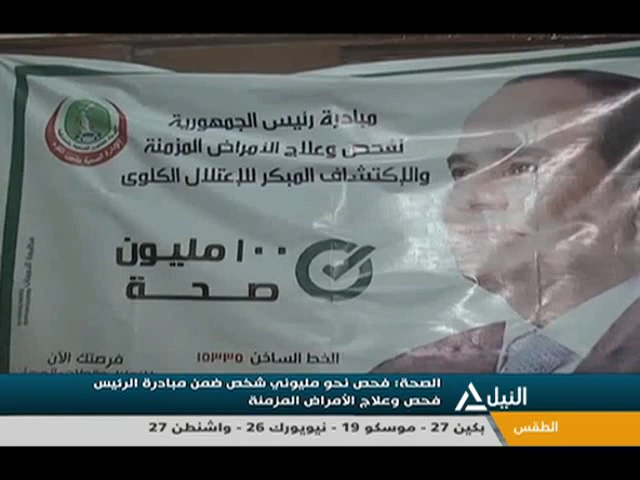 مبادرة رئيس الجمهورية
لفحص وعلاج الأمراض المزمنة
والإكتشاف المبكر للإعتلال الكلوى
١٠٠ مليون
صحة
الخط الساخن ١٥٣٣٥
فرصتك الأن
الصحة: فحص نحو مليوني شخص ضمن مبادرة الرئيس
فحص وعلاج الأمراض المزمنة
النيل
الطقس
بكين 27 - موسكو 19 - نيويورك 26 - واشنطن 27